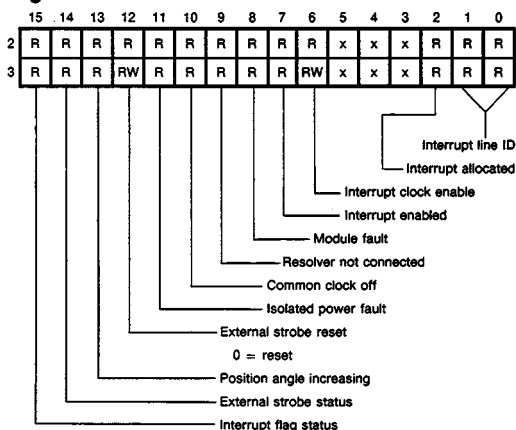 15 14 13 12 11 10 9 8 7 6 5 4 3 2 1 0
2 R R R R R R R R R R x x x R R R
3 R R R RW R R R R R RW x x x R R R
Interrupt line ID
Interrupt allocated
Interrupt clock enable
Interrupt enabled
Module fault
Resolver not connected
Common clock off
Isolated power fault
External strobe reset
0 = reset
Position angle increasing
External strobe status
Interrupt flag status